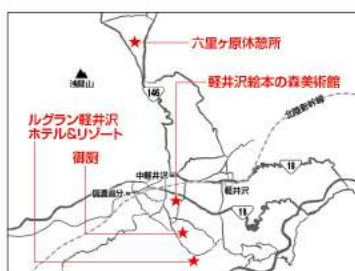 六里ヶ原休憩所
浅間山
軽井沢絵本の森美術館
146
北陸新幹線
ルグラン軽井沢
ホテル&リゾート
御厨
中軽井沢
18
軽井沢
信濃追分
18